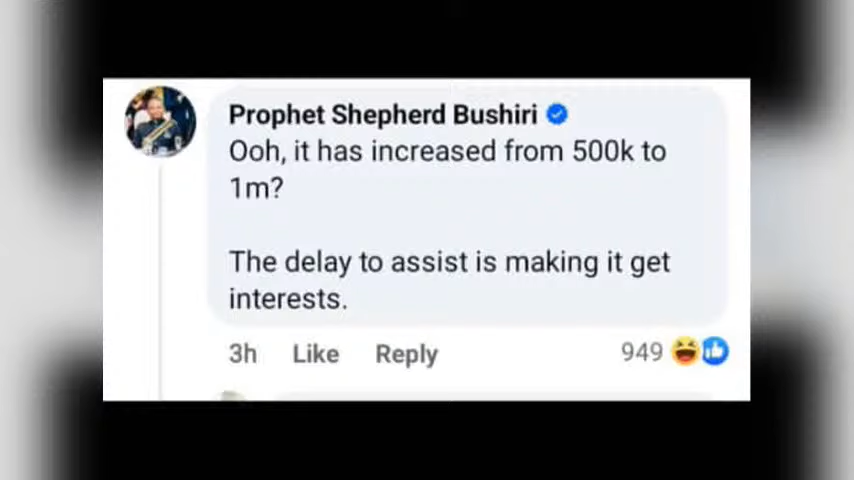 Prophet Shepherd Bushiri
Ooh, it has increased from 500k to
1m?
The delay to assist is making it get
interests.
3h Like Reply 949